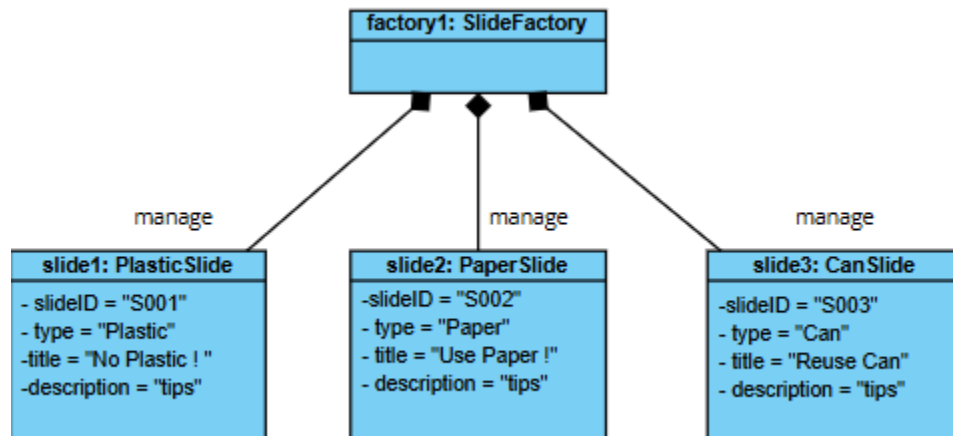 factory1: SlideFactory
manage
manage
manage
slide1: PlasticSlide
- slideID = "S001"
- type = "Plastic"
-title = "No Plastic ! "
-description = "tips"
slide2: PaperSlide
-slideID = "S002"
- type = "Paper"
- title = "Use Paper !"
- description = "tips"
slide3: CanSlide
-slideID = "S003"
- type = "Can"
- title = "Reuse Can"
- description = "tips"